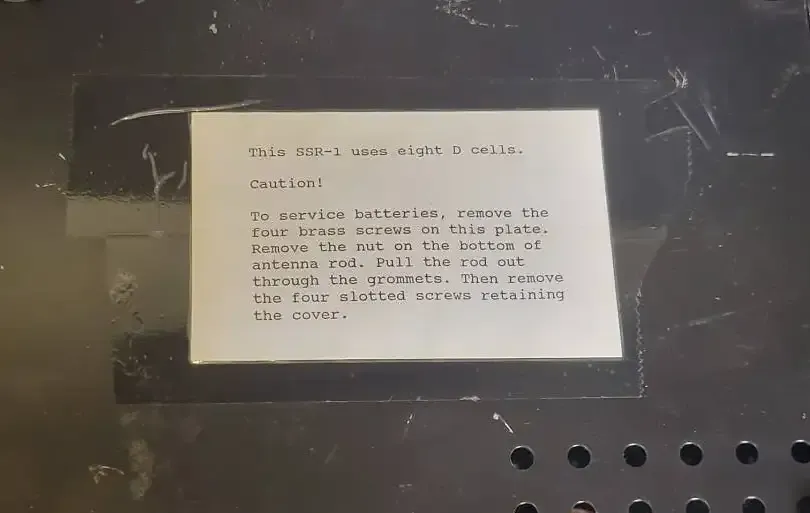 This SSR-1 uses eight D cells.
Caution!
To service batteries, remove the
four brass screws on this plate.
Remove the nut on the bottom of
antenna rod. Pull the rod out
through the grommets. Then remove
the four slotted screws retaining
the cover.